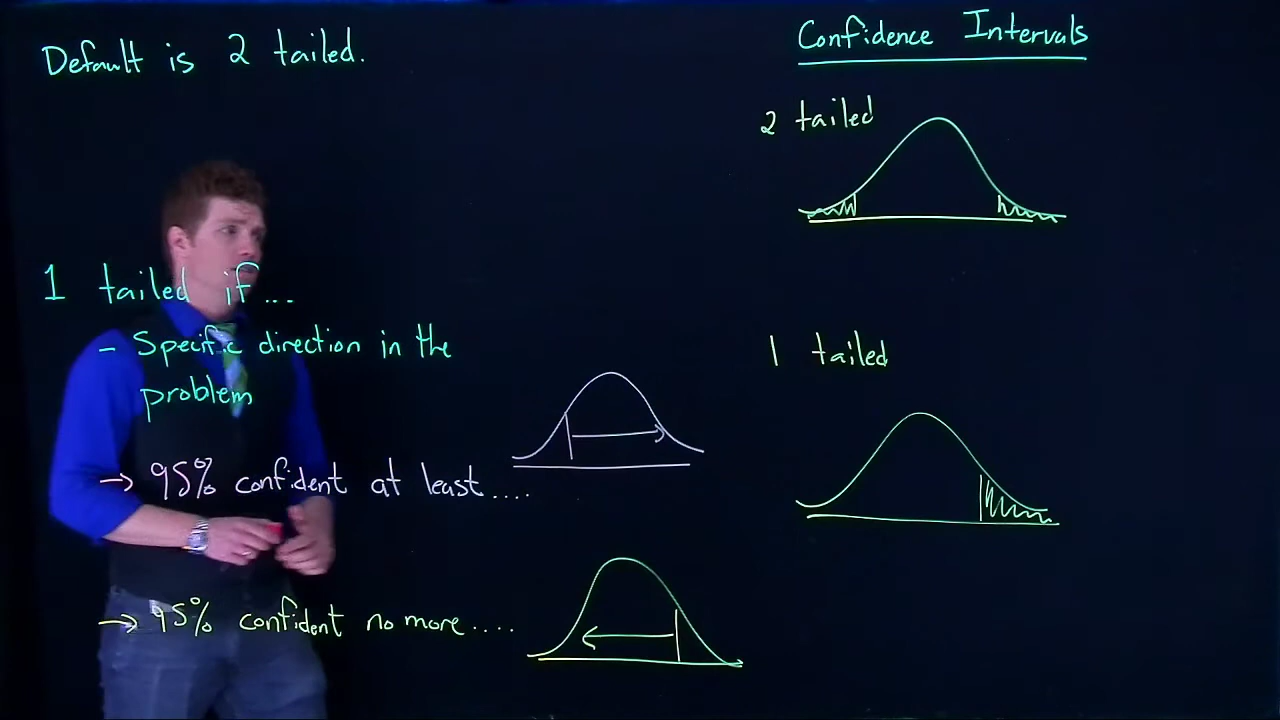 Default is 2 tailed.
1 tailed if...
- Specific direction in the
problem
→ 95% confident at least....
→ 95% confident no more....
Confidence Intervals
2 tailed
1 tailed